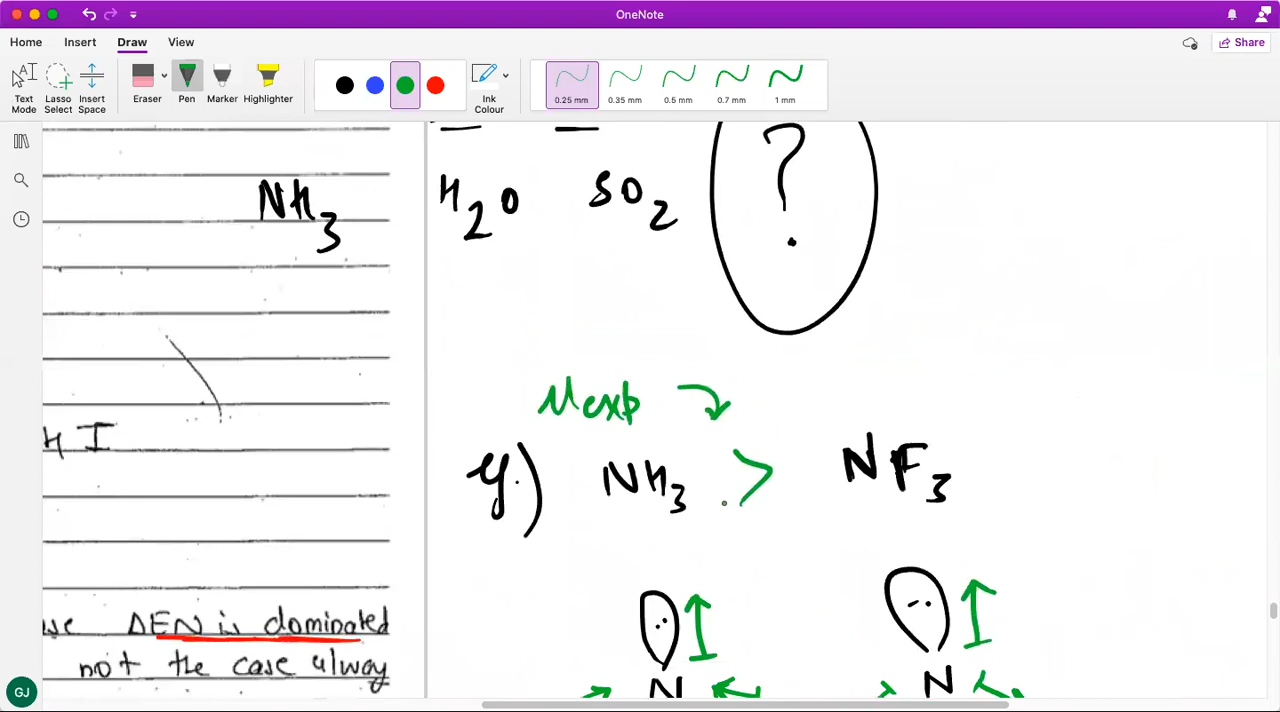 OneNote
Home Insert Draw View
Share
Text Mode
Lasso Select
Insert Space
Eraser
Pen
Marker
Highlighter
Ink Colour
0.25 mm 0.35 mm 0.5 mm 0.7 mm 1 mm
NH3
H2O SO2 ?
I
μexp
eg.) NH3 > NF3
ΔEN is dominated
not the case alway
N N
GJ